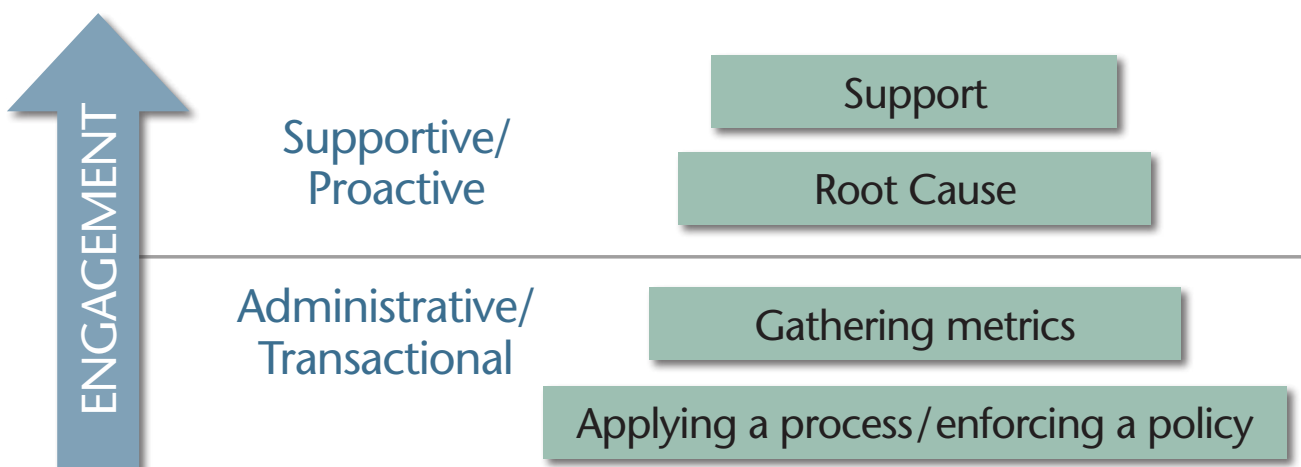 ENGAGEMENT
Supportive/
Proactive
Support
Root Cause
Administrative/
Transactional
Gathering metrics
Applying a process/enforcing a policy